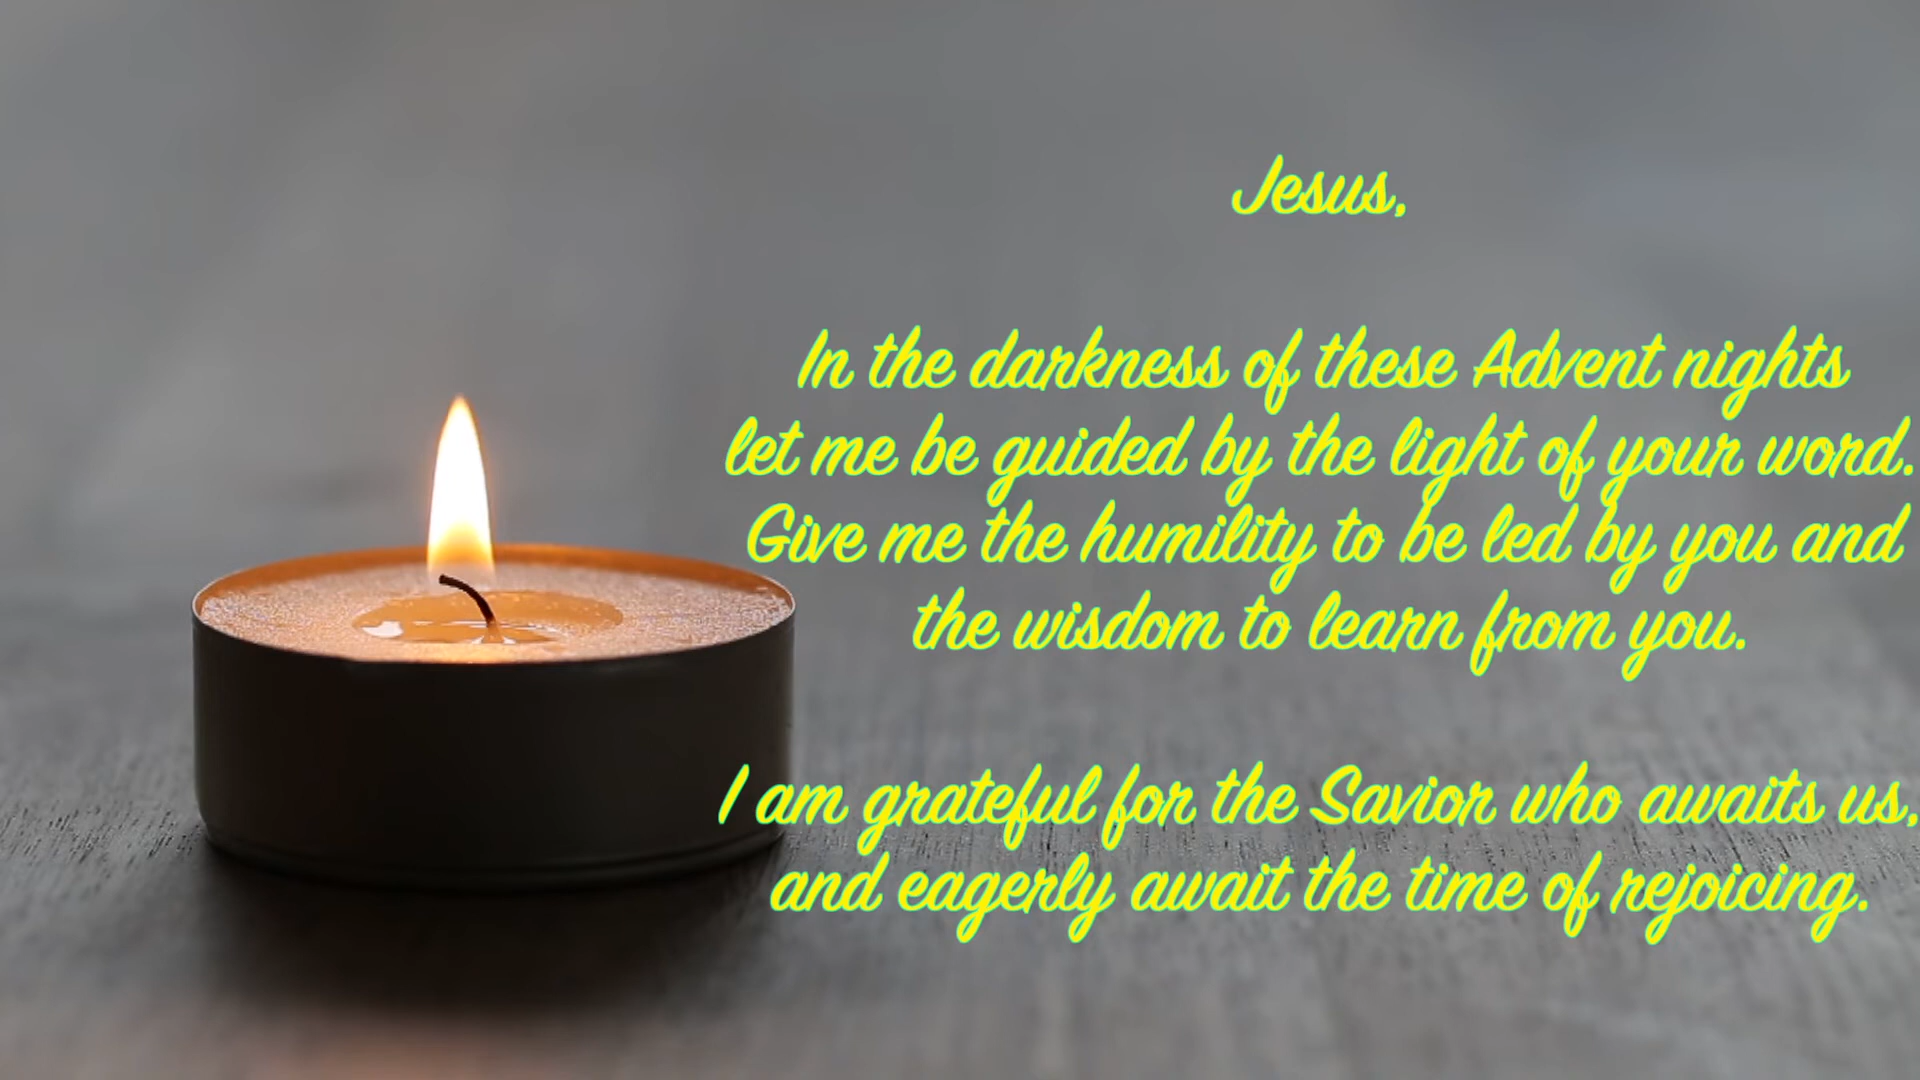 Jesus,
In the darkness of these Advent nights
let me be guided by the light of your word.
Give me the humility to be led by you and
the wisdom to learn from you.
I am grateful for the Savior who awaits us,
and eagerly await the time of rejoicing.